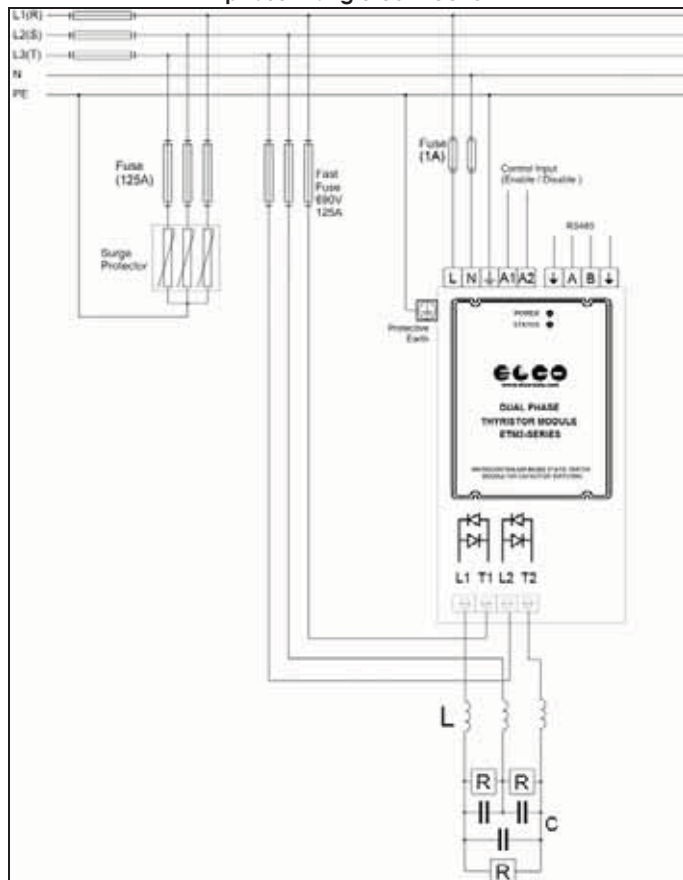 L1(R)
L2(S)
L3(T)
N
PE
Fuse
(125A)
Fast
Fuse
690V
125A
Fuse
(1A)
Control Input
(Enable / Disable )
RS485
Surge
Protector
L N A1 A2 A B
Protective
Earth
POWER
STATUS
ELCO
DUAL PHASE
THYRISTOR MODULE
ETM2-SERIES
L1 T1 L2 T2
L
R R
C
R